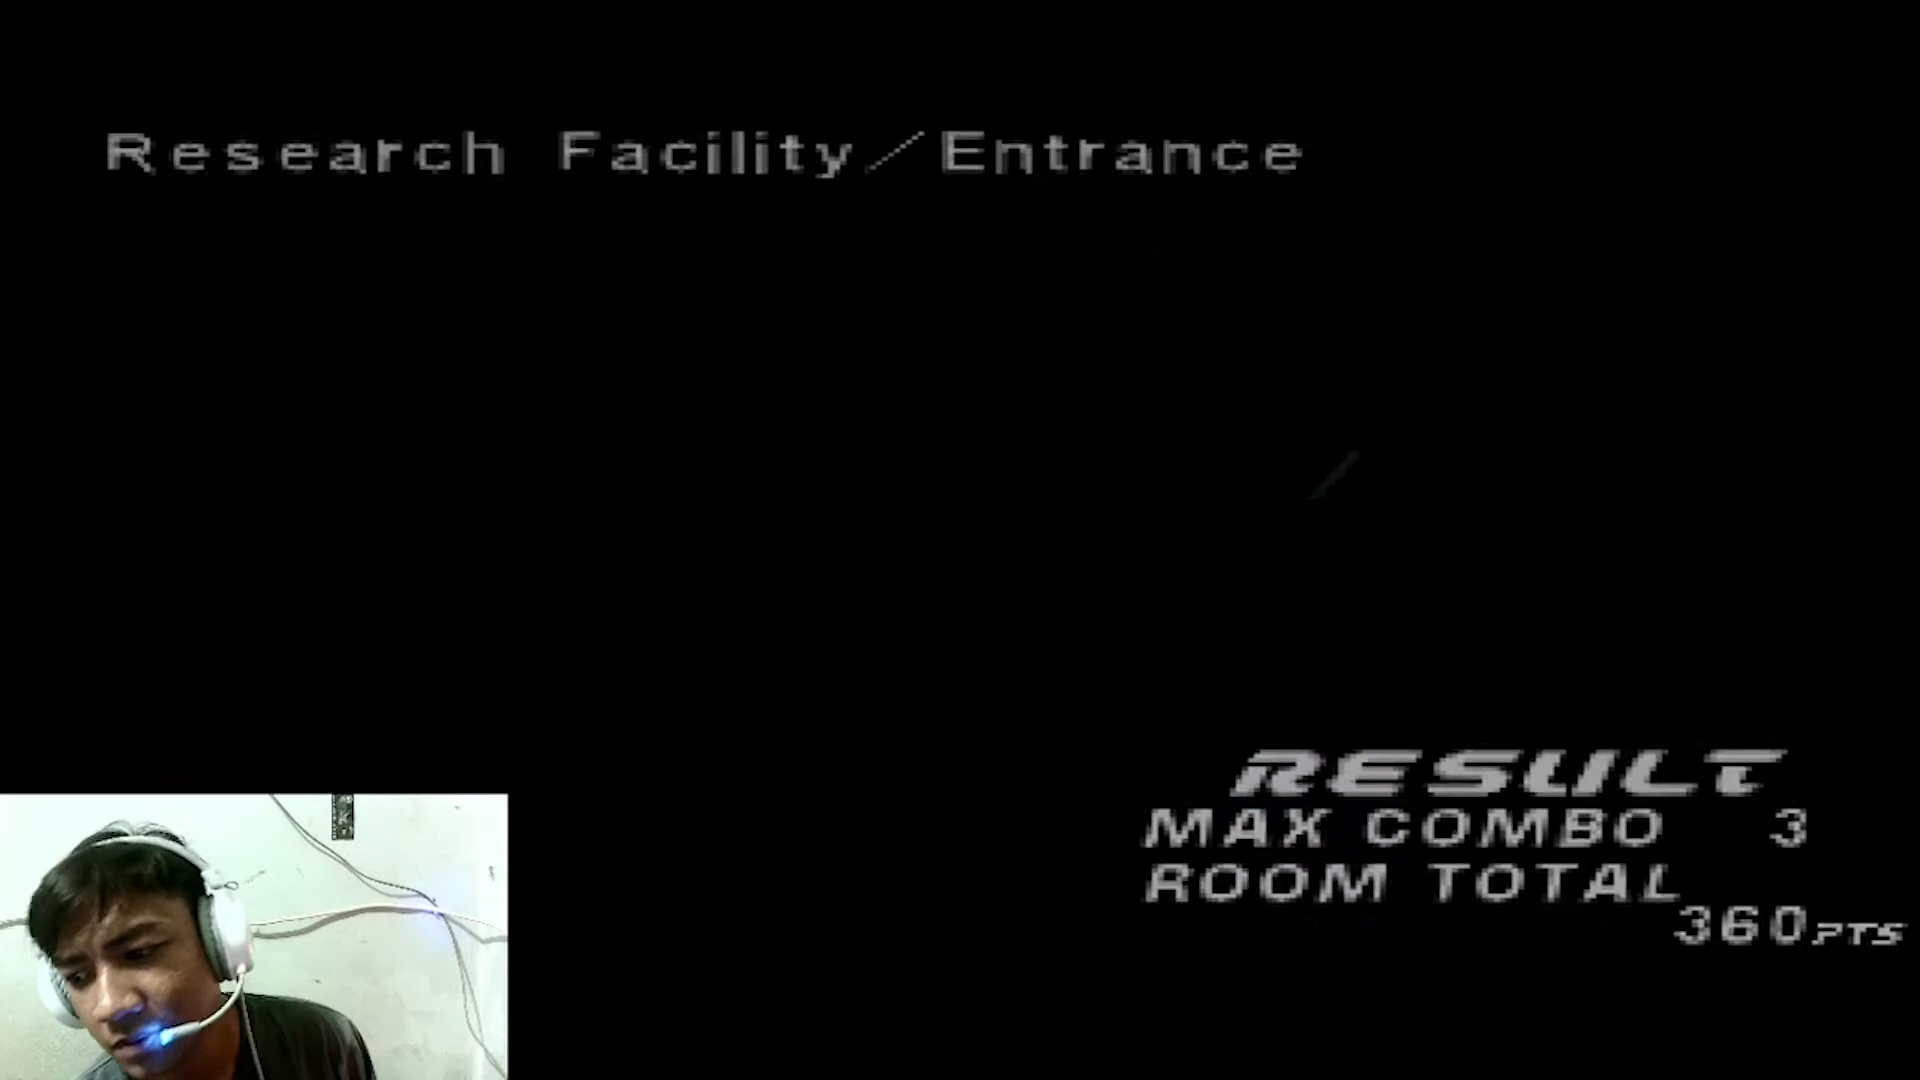 Research Facility／Entrance
RESULT
MAX COMBO 3
ROOM TOTAL
360PTS